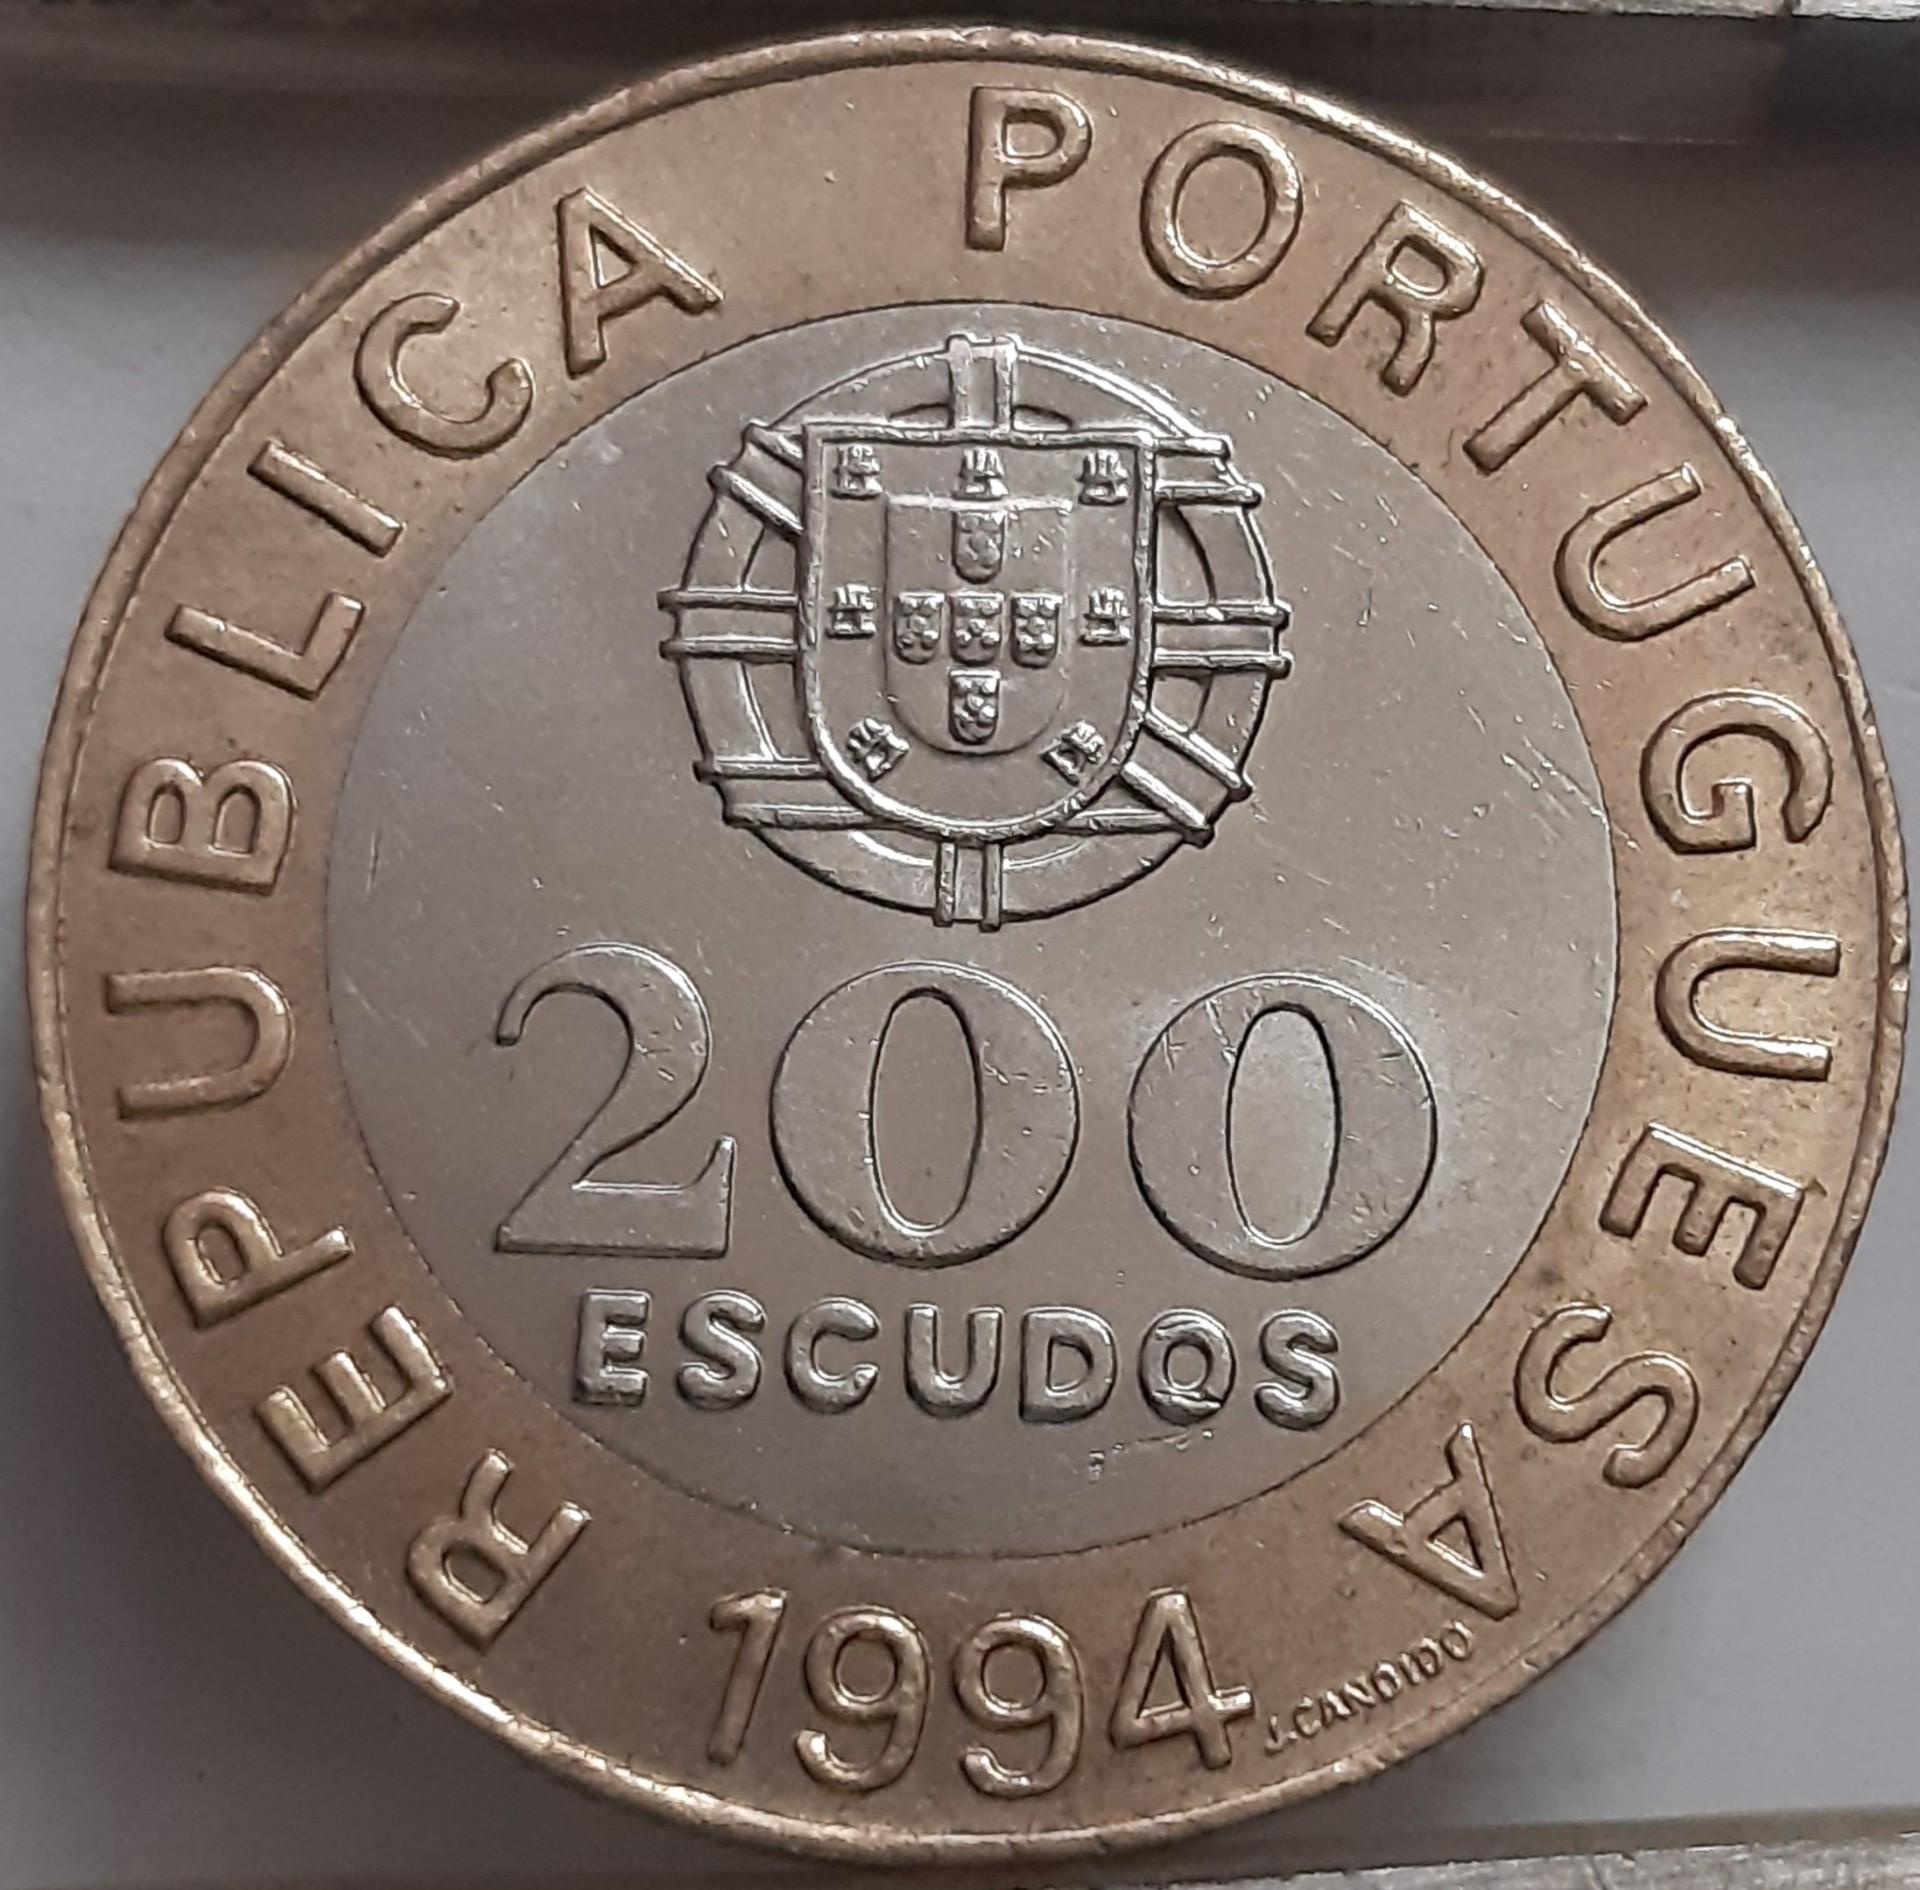 REPUBLICA PORTUGUESA
200
ESCUDOS
1994
J.CANDIDO